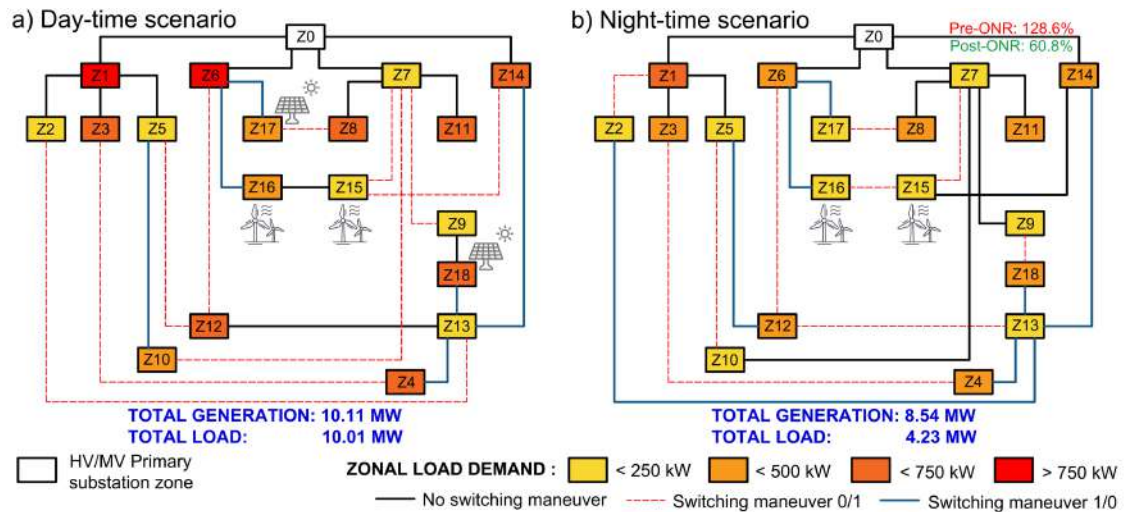 a) Day-time scenario
Z0
Z1
Z6
Z7
Z14
Z2
Z3
Z5
Z17
Z8
Z11
Z16
Z15
Z9
Z18
Z12
Z13
Z10
Z4
TOTAL GENERATION: 10.11 MW
TOTAL LOAD: 10.01 MW
b) Night-time scenario
Z0
Pre-ONR: 128.6%
Post-ONR: 60.8%
Z1
Z6
Z7
Z14
Z2
Z3
Z5
Z17
Z8
Z11
Z16
Z15
Z9
Z18
Z12
Z13
Z10
Z4
TOTAL GENERATION: 8.54 MW
TOTAL LOAD: 4.23 MW
HV/MV Primary
substation zone
ZONAL LOAD DEMAND : < 250 kW < 500 kW < 750 kW > 750 kW
No switching maneuver Switching maneuver 0/1 Switching maneuver 1/0